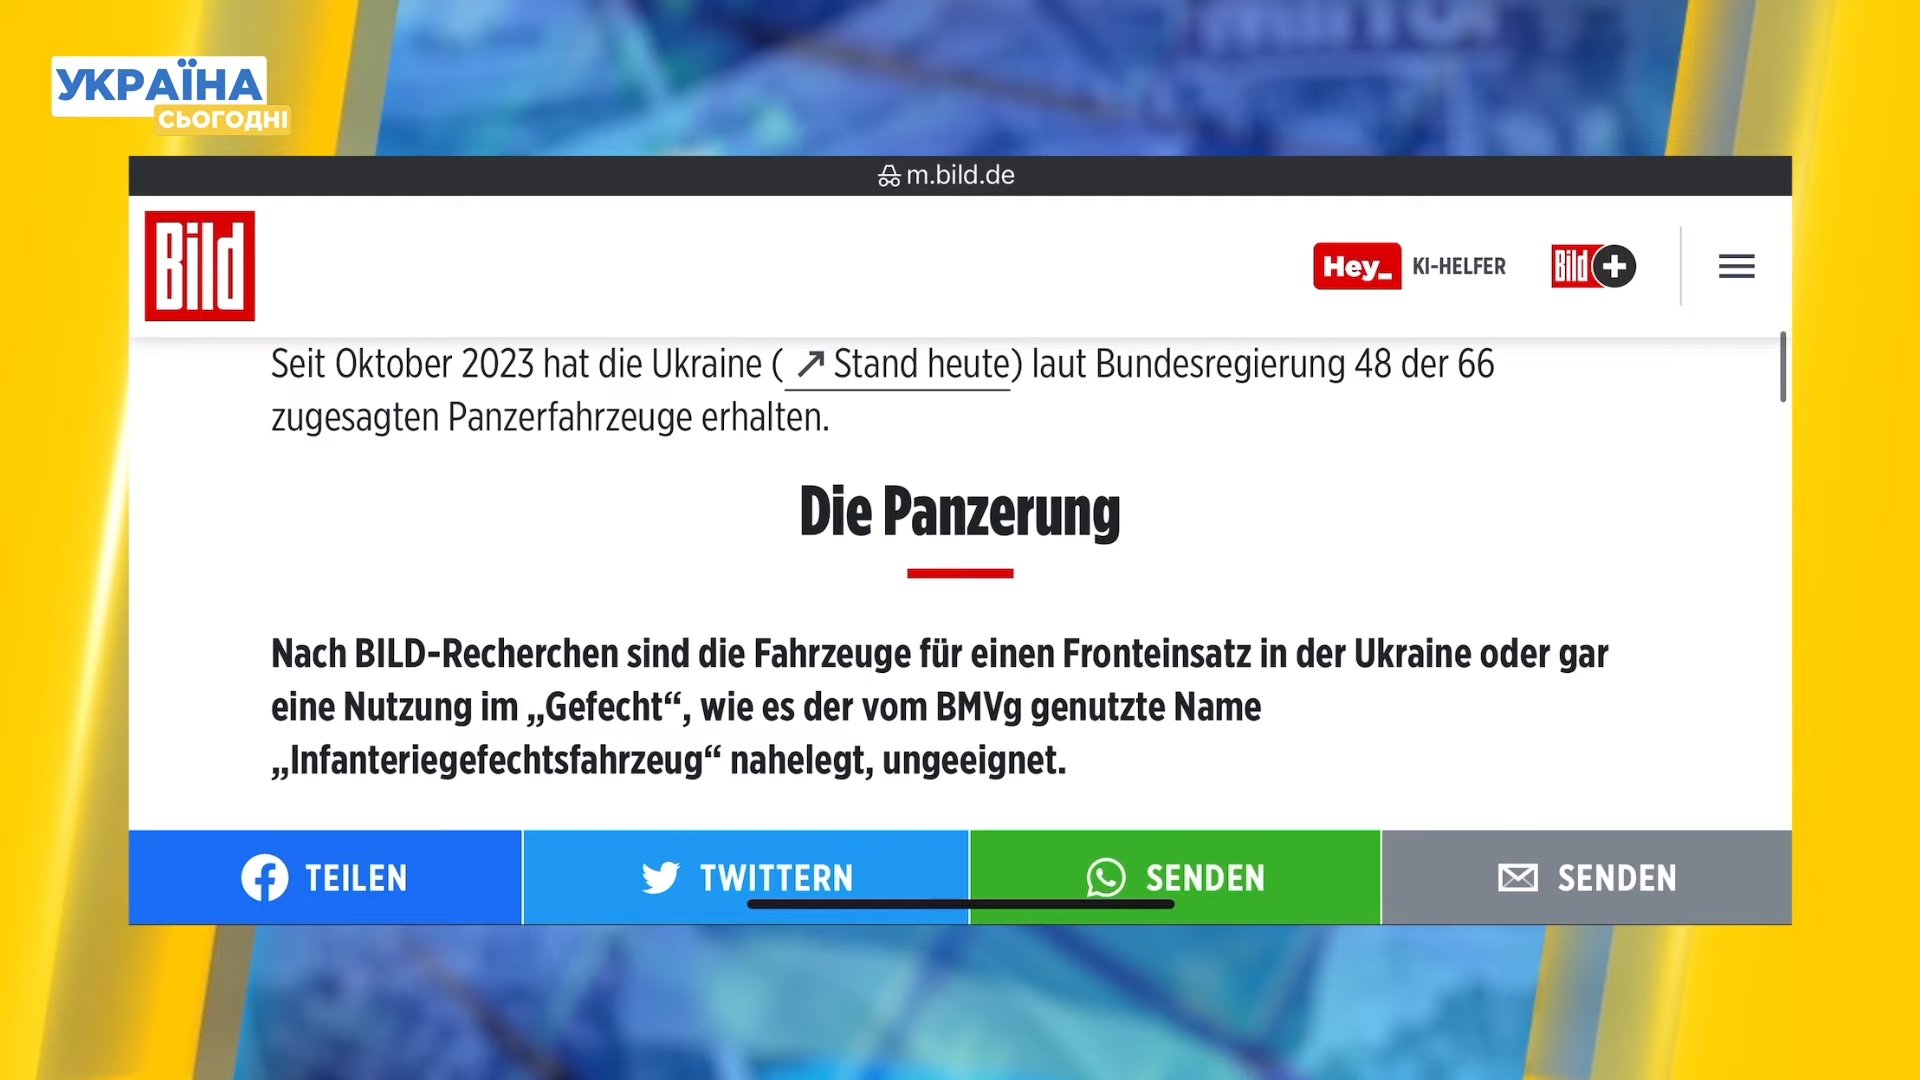 УКРАЇНА
СЬОГОДНІ
m.bild.de
Bild
Hey_ KI-HELFER
Bild +
Seit Oktober 2023 hat die Ukraine (↗ Stand heute) laut Bundesregierung 48 der 66
zugesagten Panzerfahrzeuge erhalten.
Die Panzerung
Nach BILD-Recherchen sind die Fahrzeuge für einen Fronteinsatz in der Ukraine oder gar
eine Nutzung im „Gefecht“, wie es der vom BMVg genutzte Name
„Infanteriegefechtsfahrzeug“ nahelegt, ungeeignet.
TEILEN
TWITTERN
SENDEN
SENDEN